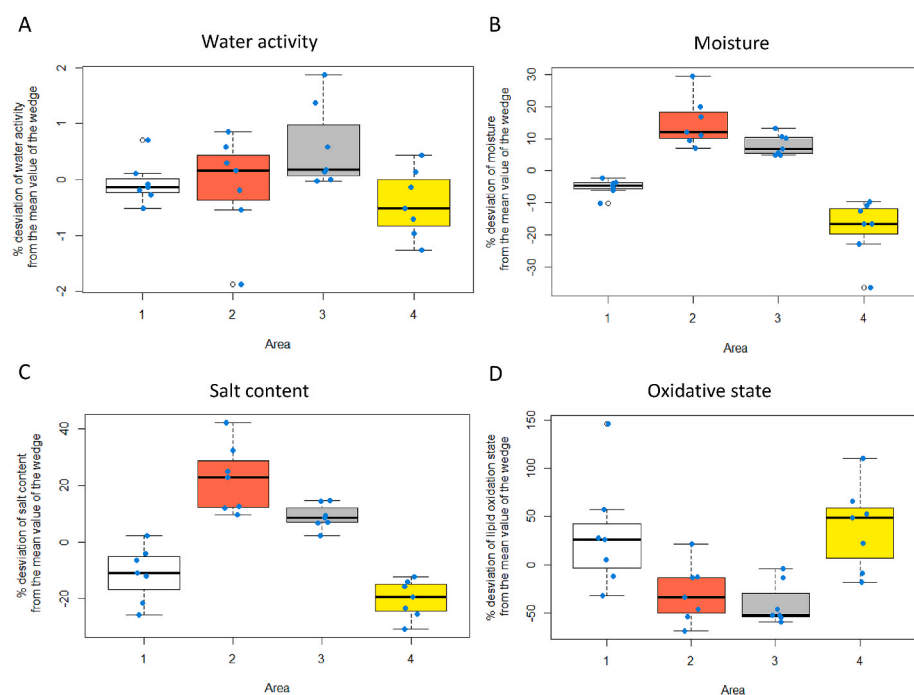 A
Water activity
% desviation of water activity
from the mean value of the wedge
2
1
0
-1
-2
1 2 3 4
Area
B
Moisture
% desviation of moisture
from the mean value of the wedge
30
20
10
0
-10
-20
-30
1 2 3 4
Area
C
Salt content
% desviation of salt content
from the mean value of the wedge
40
20
0
-20
1 2 3 4
Area
D
Oxidative state
% desviation of lipid oxidation state
from the mean value of the wedge
150
100
50
0
-50
1 2 3 4
Area